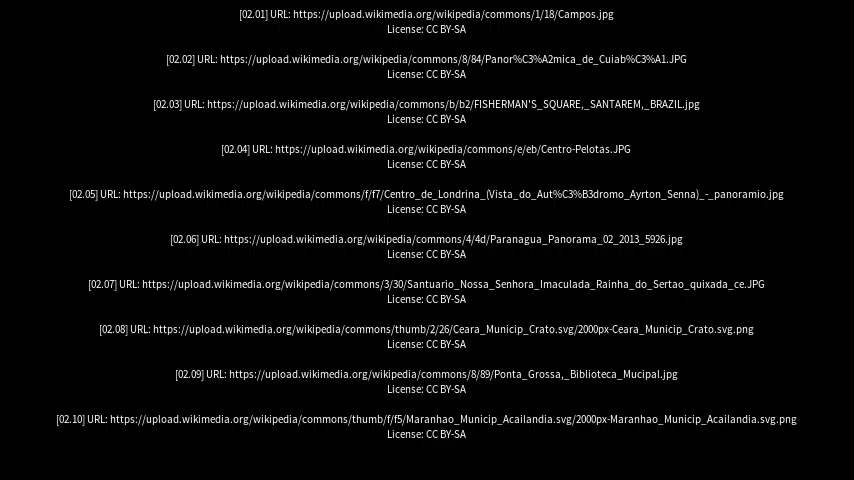 [02.01] URL: https://upload.wikimedia.org/wikipedia/commons/1/18/Campos.jpg
License: CC BY-SA
[02.02] URL: https://upload.wikimedia.org/wikipedia/commons/8/84/Panor%C3%A2mica_de_Cuiab%C3%A1.JPG
License: CC BY-SA
[02.03] URL: https://upload.wikimedia.org/wikipedia/commons/b/b2/FISHERMAN'S_SQUARE,_SANTAREM,_BRAZIL.jpg
License: CC BY-SA
[02.04] URL: https://upload.wikimedia.org/wikipedia/commons/e/eb/Centro-Pelotas.JPG
License: CC BY-SA
[02.05] URL: https://upload.wikimedia.org/wikipedia/commons/f/f7/Centro_de_Londrina_(Vista_do_Aut%C3%B3dromo_Ayrton_Senna)_-_panoramio.jpg
License: CC BY-SA
[02.06] URL: https://upload.wikimedia.org/wikipedia/commons/4/4d/Paranagua_Panorama_02_2013_5926.jpg
License: CC BY-SA
[02.07] URL: https://upload.wikimedia.org/wikipedia/commons/3/30/Santuario_Nossa_Senhora_Imaculada_Rainha_do_Sertao_quixada_ce.JPG
License: CC BY-SA
[02.08] URL: https://upload.wikimedia.org/wikipedia/commons/thumb/2/26/Ceara_Municip_Crato.svg/2000px-Ceara_Municip_Crato.svg.png
License: CC BY-SA
[02.09] URL: https://upload.wikimedia.org/wikipedia/commons/8/89/Ponta_Grossa,_Biblioteca_Mucipal.jpg
License: CC BY-SA
[02.10] URL: https://upload.wikimedia.org/wikipedia/commons/thumb/f/f5/Maranhao_Municip_Acailandia.svg/2000px-Maranhao_Municip_Acailandia.svg.png
License: CC BY-SA